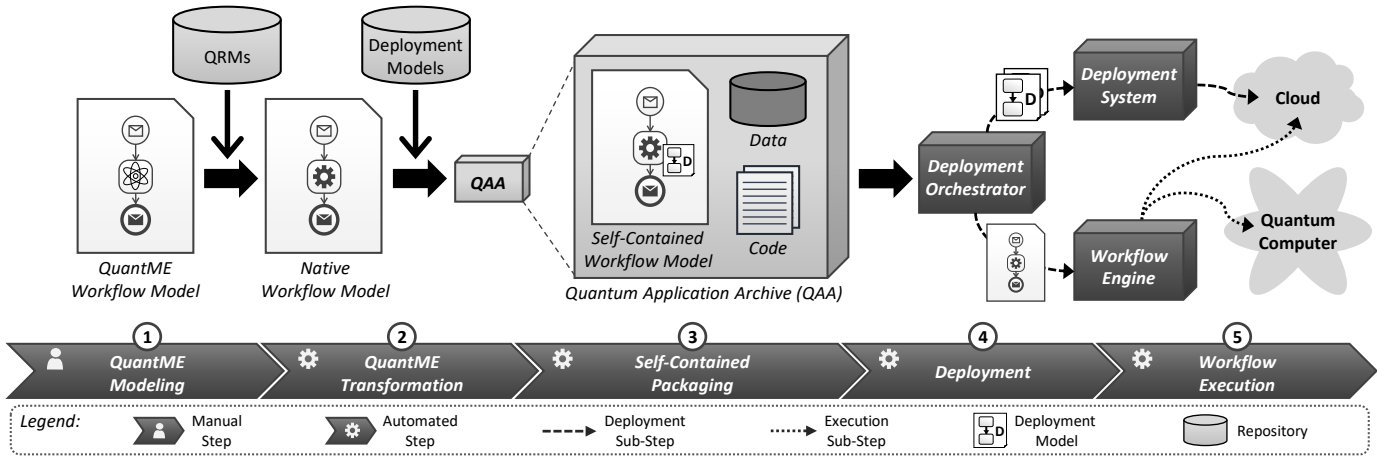 QRMs
Deployment
Models
QuantME
Workflow Model
Native
Workflow Model
QAA
D
Self-Contained
Workflow Model
Data
Code
Quantum Application Archive (QAA)
Deployment
Orchestrator
D
Deployment
System
Workflow
Engine
Cloud
Quantum
Computer
1
QuantME
Modeling
2
QuantME
Transformation
3
Self-Contained
Packaging
4
Deployment
5
Workflow
Execution
Legend:
Manual
Step
Automated
Step
Deployment
Sub-Step
Execution
Sub-Step
D
Deployment
Model
Repository